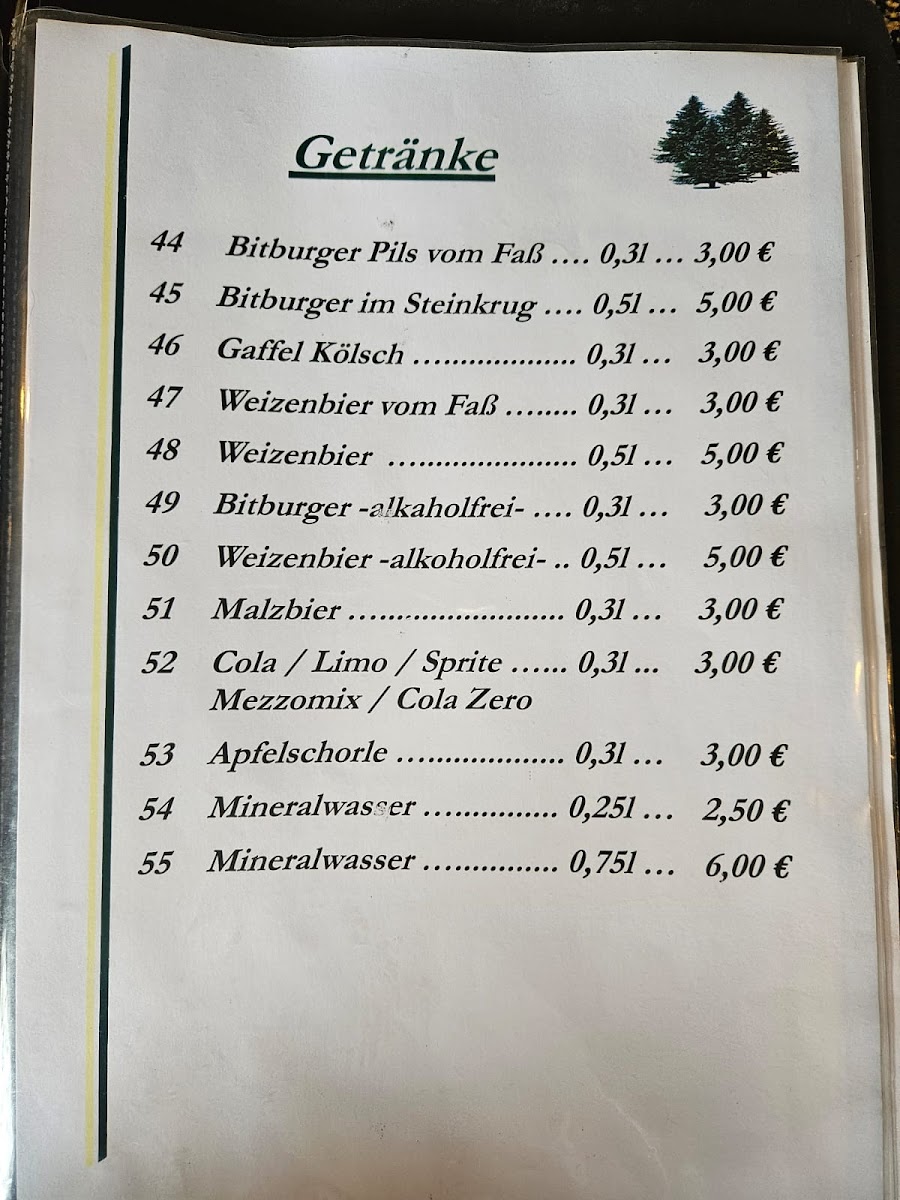 Getränke
44 Bitburger Pils vom Faß .... 0,3l ... 3,00 €
45 Bitburger im Steinkrug .... 0,5l ... 5,00 €
46 Gaffel Kölsch .................... 0,3l ... 3,00 €
47 Weizenbier vom Faß ........ 0,3l ... 3,00 €
48 Weizenbier ....................... 0,5l ... 5,00 €
49 Bitburger -alkaholfrei- .... 0,3l ... 3,00 €
50 Weizenbier -alkoholfrei- .. 0,5l ... 5,00 €
51 Malzbier .......................... 0,3l ... 3,00 €
52 Cola / Limo / Sprite ...... 0,3l ... 3,00 €
Mezzomix / Cola Zero
53 Apfelschorle .................... 0,3l ... 3,00 €
54 Mineralwasser ................ 0,25l ... 2,50 €
55 Mineralwasser ................ 0,75l ... 6,00 €